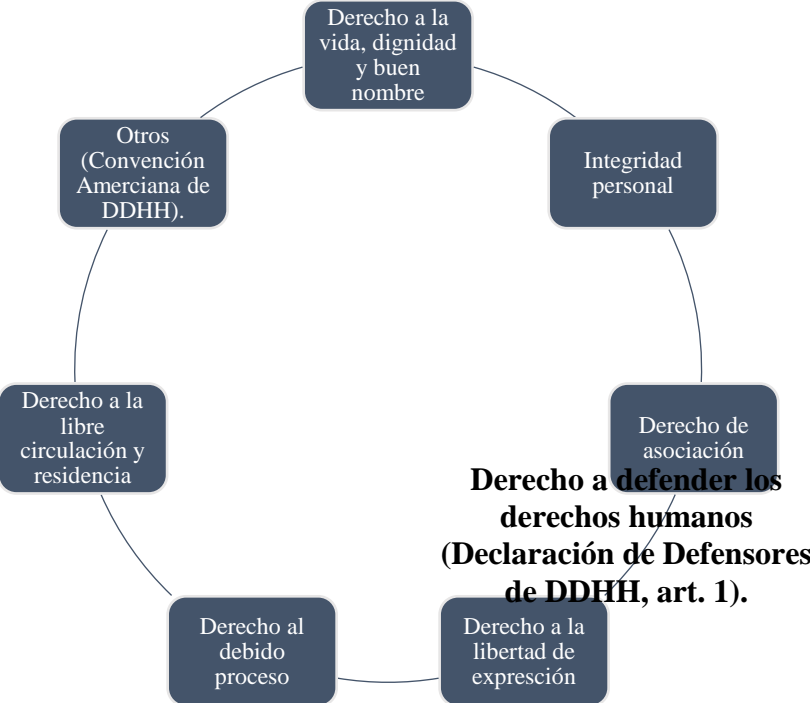 Derecho a la
vida, dignidad
y buen
nombre
Integridad
personal
Derecho de
asociación
Derecho a defender los
derechos humanos
(Declaración de Defensores
de DDHH, art. 1).
Derecho a la
libertad de
expresción
Derecho al
debido
proceso
Derecho a la
libre
circulación y
residencia
Otros
(Convención
Amerciana de
DDHH).